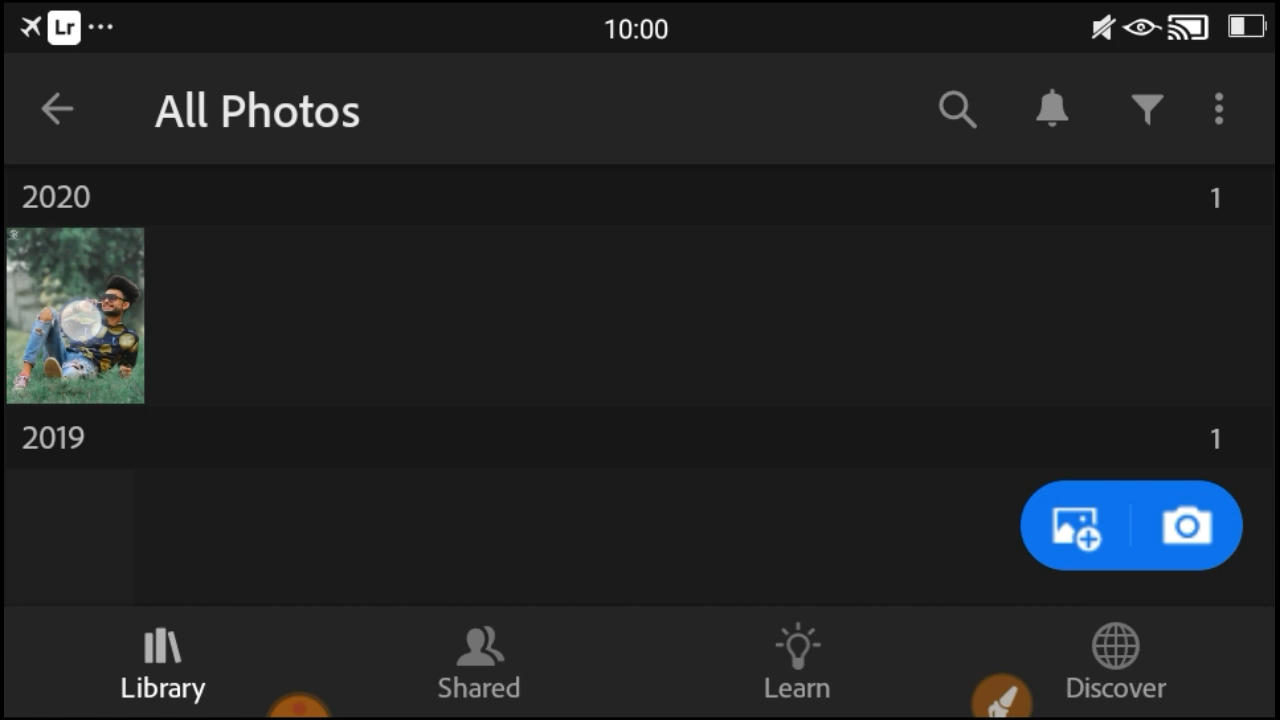 Lr ... 10:00
All Photos
2020 1
2019 1
Library Shared Learn Discover